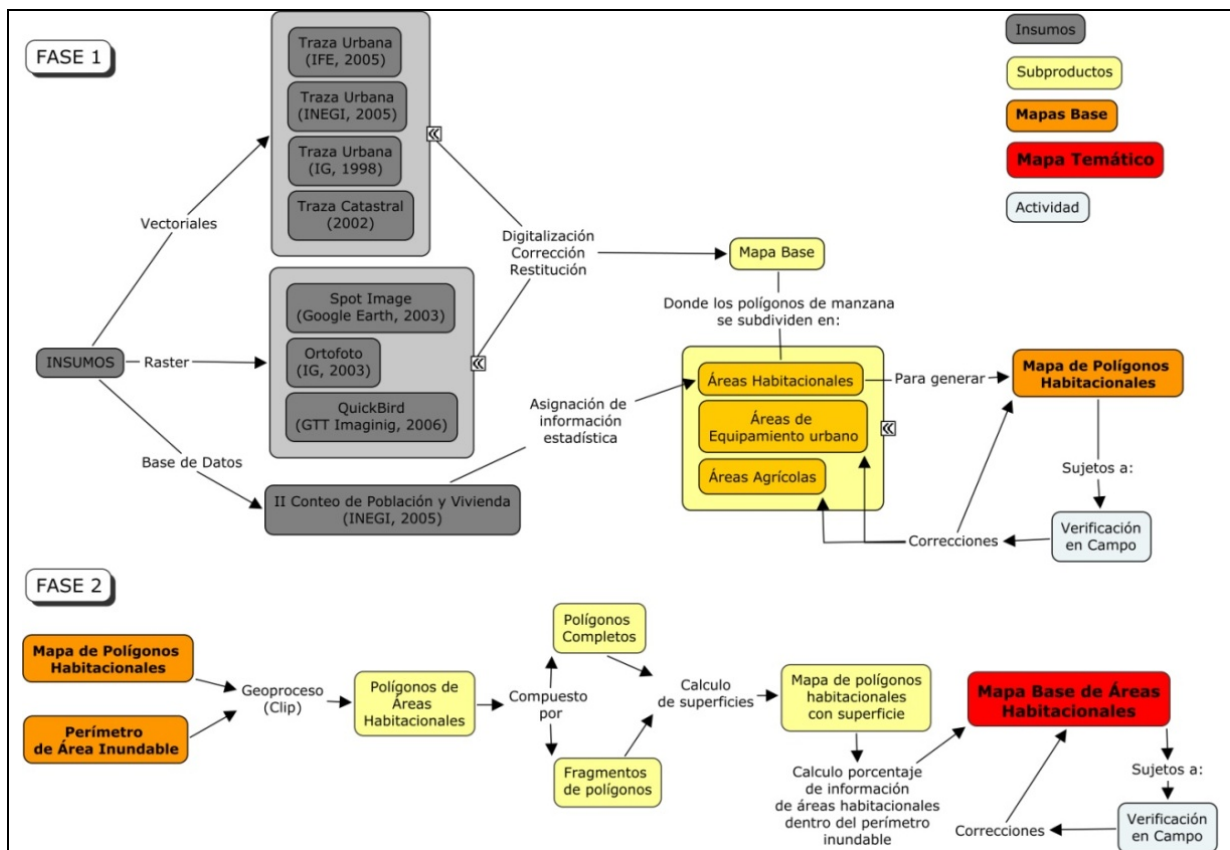 FASE 1
Traza Urbana
(IFE, 2005)
Traza Urbana
(INEGI, 2005)
Traza Urbana
(IG, 1998)
Traza Catastral
(2002)
Insumos
Subproductos
Mapas Base
Mapa Temático
Actividad
Vectoriales
Digitalización
Corrección
Restitución
Mapa Base
Spot Image
(Google Earth, 2003)
Ortofoto
(IG, 2003)
QuickBird
(GTT Imaginig, 2006)
INSUMOS
Raster
Donde los polígonos de manzana
se subdividen en:
Áreas Habitacionales
Áreas de
Equipamiento urbano
Áreas Agrícolas
Para generar
Mapa de Polígonos
Habitacionales
Asignación de
información
estadística
Base de Datos
II Conteo de Población y Vivienda
(INEGI, 2005)
Sujetos a:
Verificación
en Campo
Correcciones
FASE 2
Mapa de Polígonos
Habitacionales
Perímetro
de Área Inundable
Geoproceso
(Clip)
Polígonos de
Áreas
Habitacionales
Compuesto
por
Polígonos
Completos
Fragmentos
de polígonos
Calculo
de superficies
Mapa de polígonos
habitacionales
con superficie
Calculo porcentaje
de información
de áreas habitacionales
dentro del perímetro
inundable
Mapa Base de Áreas
Habitacionales
Sujetos a:
Verificación
en Campo
Correcciones